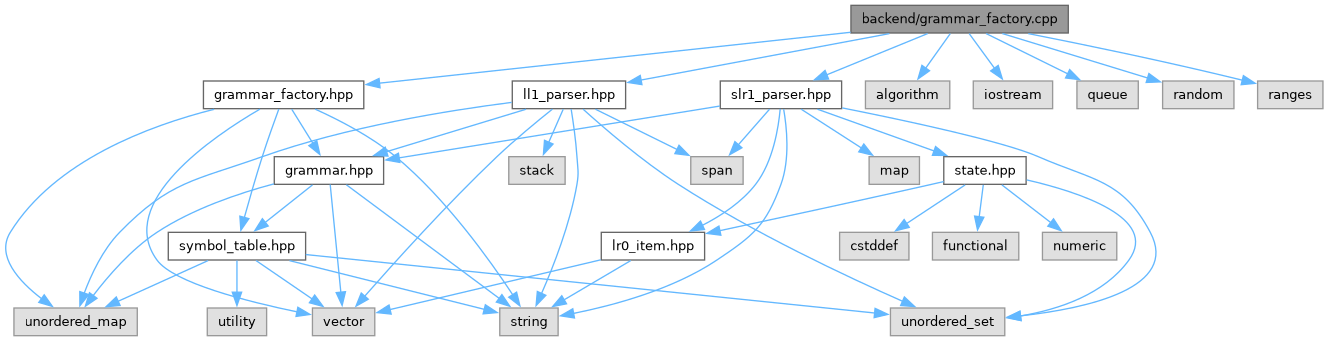 backend/grammar_factory.cpp
grammar_factory.hpp
ll1_parser.hpp
slr1_parser.hpp
algorithm
iostream
queue
random
ranges
grammar.hpp
stack
span
map
state.hpp
symbol_table.hpp
lr0_item.hpp
cstddef
functional
numeric
unordered_map
utility
vector
string
unordered_set